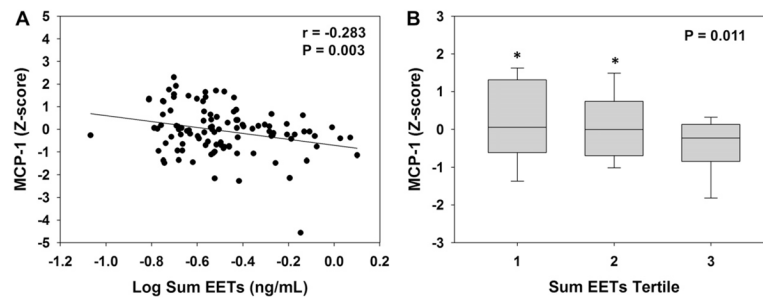 A
r = -0.283
P = 0.003
5
4
3
2
1
0
-1
-2
-3
-4
-5
MCP-1 (Z-score)
-1.2 -1.0 -0.8 -0.6 -0.4 -0.2 0.0 0.2
Log Sum EETs (ng/mL)
B
P = 0.011
3
2
1
0
-1
-2
-3
MCP-1 (Z-score)
* *
1 2 3
Sum EETs Tertile